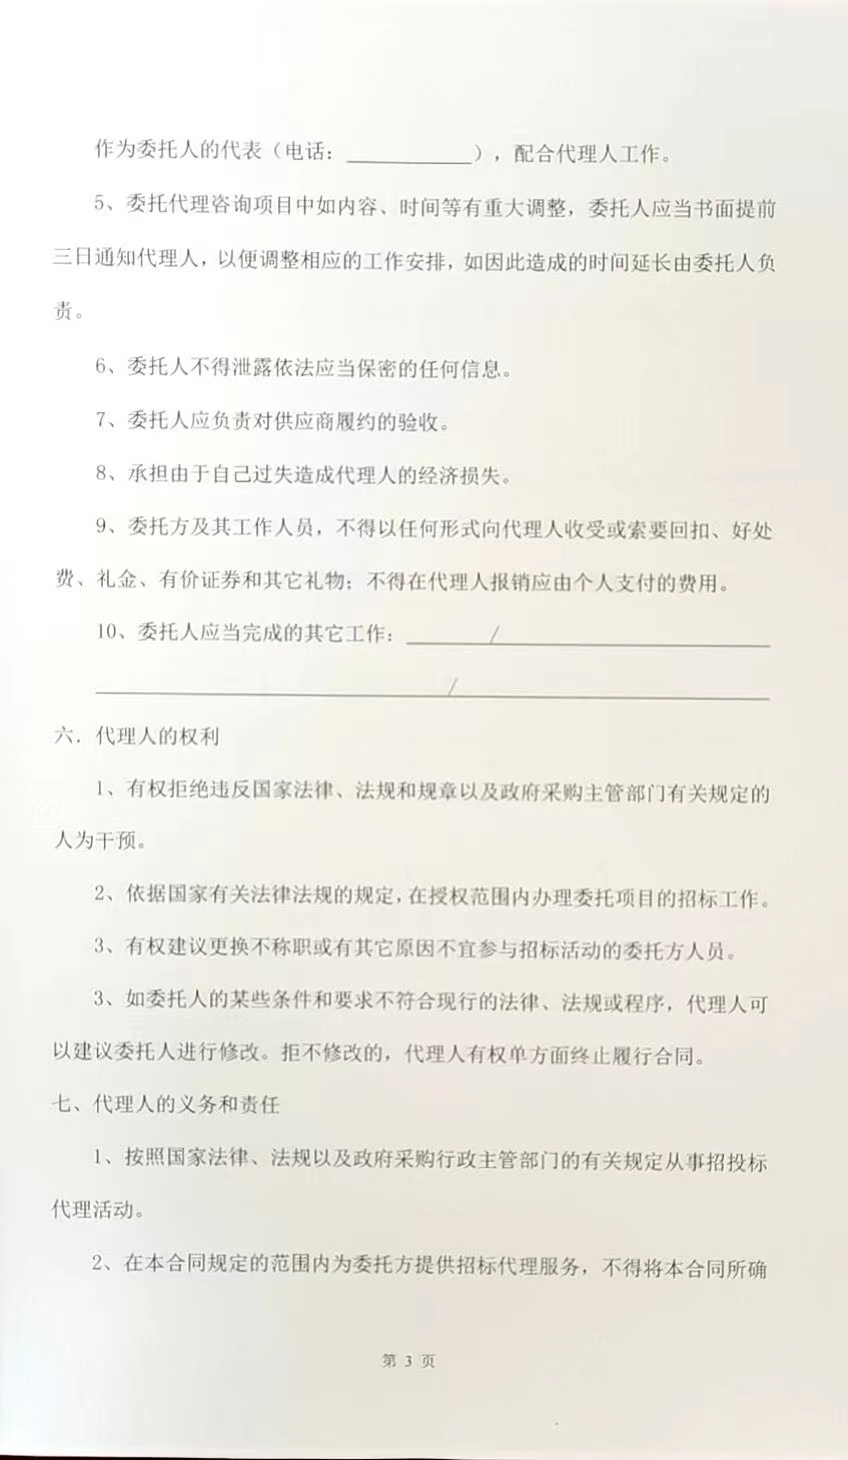 作为委托人的代表（电话：____________），配合代理人工作。
5、委托代理咨询项目中如内容、时间等有重大调整，委托人应当书面提前
三日通知代理人，以便调整相应的工作安排，如因此造成的时间延长由委托人负
责。
6、委托人不得泄露依法应当保密的任何信息。
7、委托人应负责对供应商履约的验收。
8、承担由于自己过失造成代理人的经济损失。
9、委托方及其工作人员，不得以任何形式向代理人收受或索要回扣、好处
费、礼金、有价证券和其它礼物；不得在代理人报销应由个人支付的费用。
10、委托人应当完成的其它工作：________/__________________________
__________________________________/______________________________
六．代理人的权利
1、有权拒绝违反国家法律、法规和规章以及政府采购主管部门有关规定的
人为干预。
2、依据国家有关法律法规的规定，在授权范围内办理委托项目的招标工作。
3、有权建议更换不称职或有其它原因不宜参与招标活动的委托方人员。
3、如委托人的某些条件和要求不符合现行的法律、法规或程序，代理人可
以建议委托人进行修改。拒不修改的，代理人有权单方面终止履行合同。
七、代理人的义务和责任
1、按照国家法律、法规以及政府采购行政主管部门的有关规定从事招投标
代理活动。
2、在本合同规定的范围内为委托方提供招标代理服务，不得将本合同所确
第 3 页